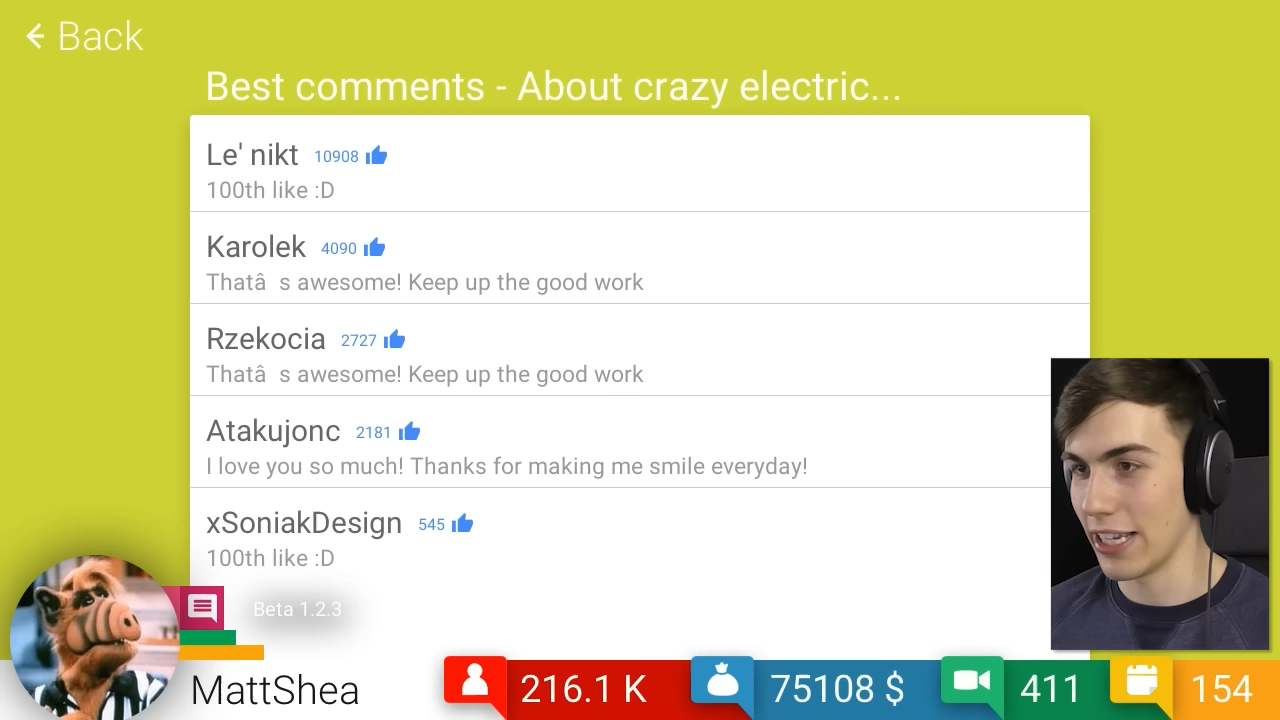 Back
Best comments - About crazy electric...
Le' nikt 10908
100th like :D
Karolek 4090
Thatâ  s awesome! Keep up the good work
Rzekocia 2727
Thatâ  s awesome! Keep up the good work
Atakujonc 2181
I love you so much! Thanks for making me smile everyday!
xSoniakDesign 545
100th like :D
Beta 1.2.3
MattShea 216.1 K 75108 $ 411 154